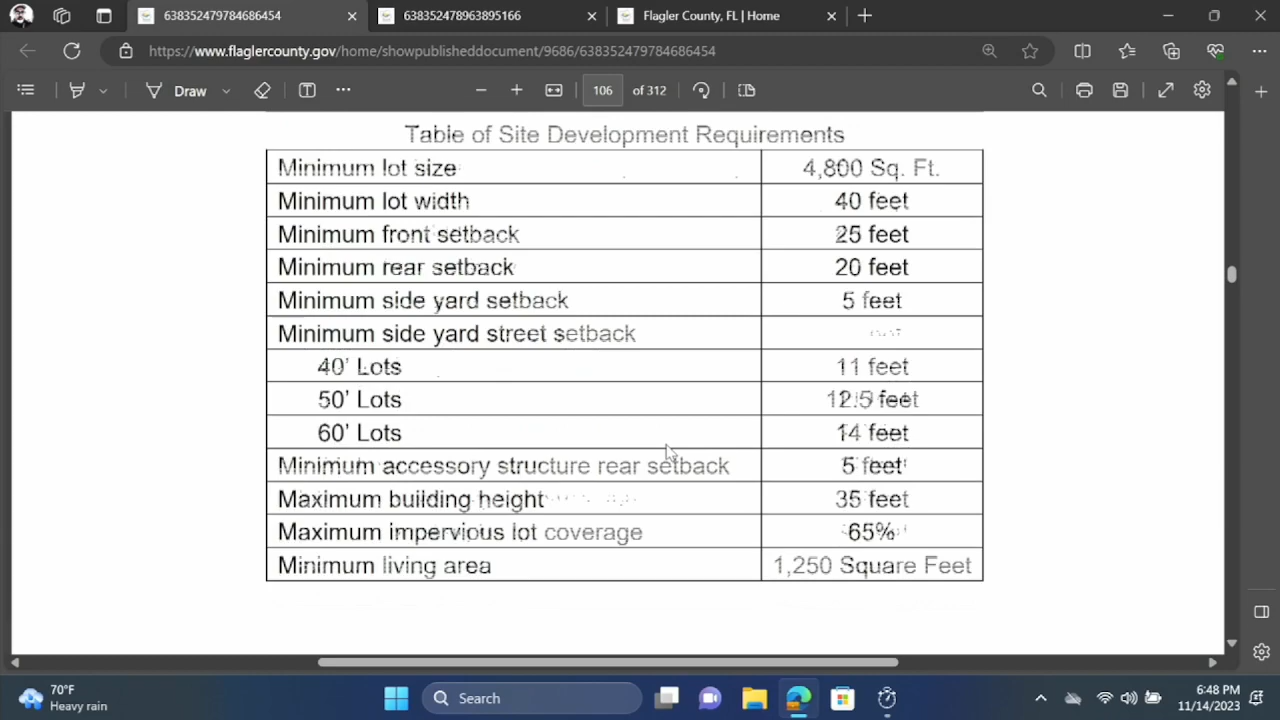 638352479784686454
638352478963895166
Flagler County, FL | Home
https://www.flaglercounty.gov/home/showpublisheddocument/9686/638352479784686454
Draw
106 of 312
Table of Site Development Requirements
Minimum lot size 4,800 Sq. Ft.
Minimum lot width 40 feet
Minimum front setback 25 feet
Minimum rear setback 20 feet
Minimum side yard setback 5 feet
Minimum side yard street setback
40' Lots 11 feet
50' Lots 12.5 feet
60' Lots 14 feet
Minimum accessory structure rear setback 5 feet
Maximum building height 35 feet
Maximum impervious lot coverage 65%
Minimum living area 1,250 Square Feet
70°F
Heavy rain
Search
6:48 PM
11/14/2023